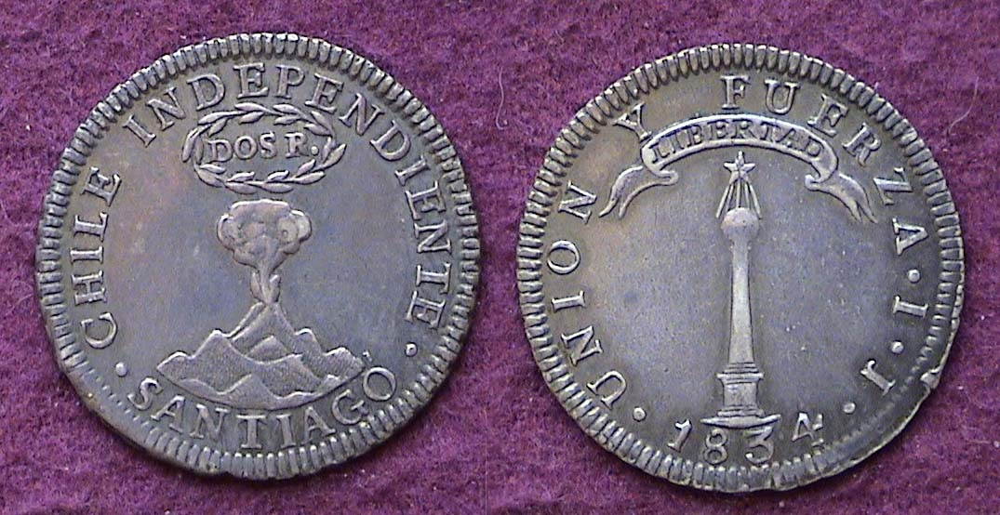 CHILE INDEPENDIENTE
DOS R.
SANTIAGO
UNION Y FUERZA · I · J
LIBERTAD
1834